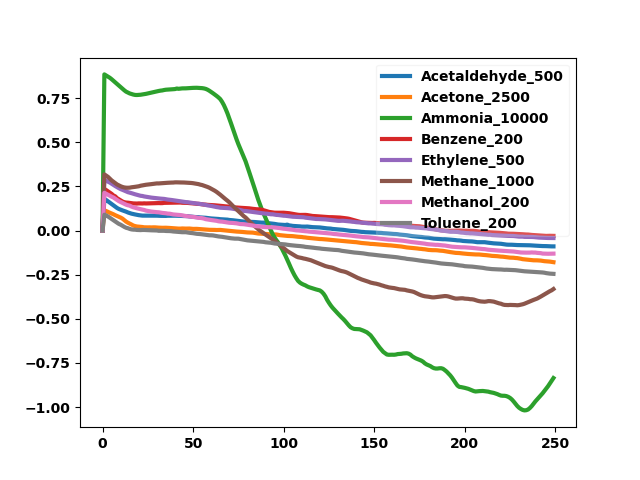 Acetaldehyde_500
Acetone_2500
Ammonia_10000
Benzene_200
Ethylene_500
Methane_1000
Methanol_200
Toluene_200
0.75
0.50
0.25
0.00
−0.25
−0.50
−0.75
−1.00
0 50 100 150 200 250